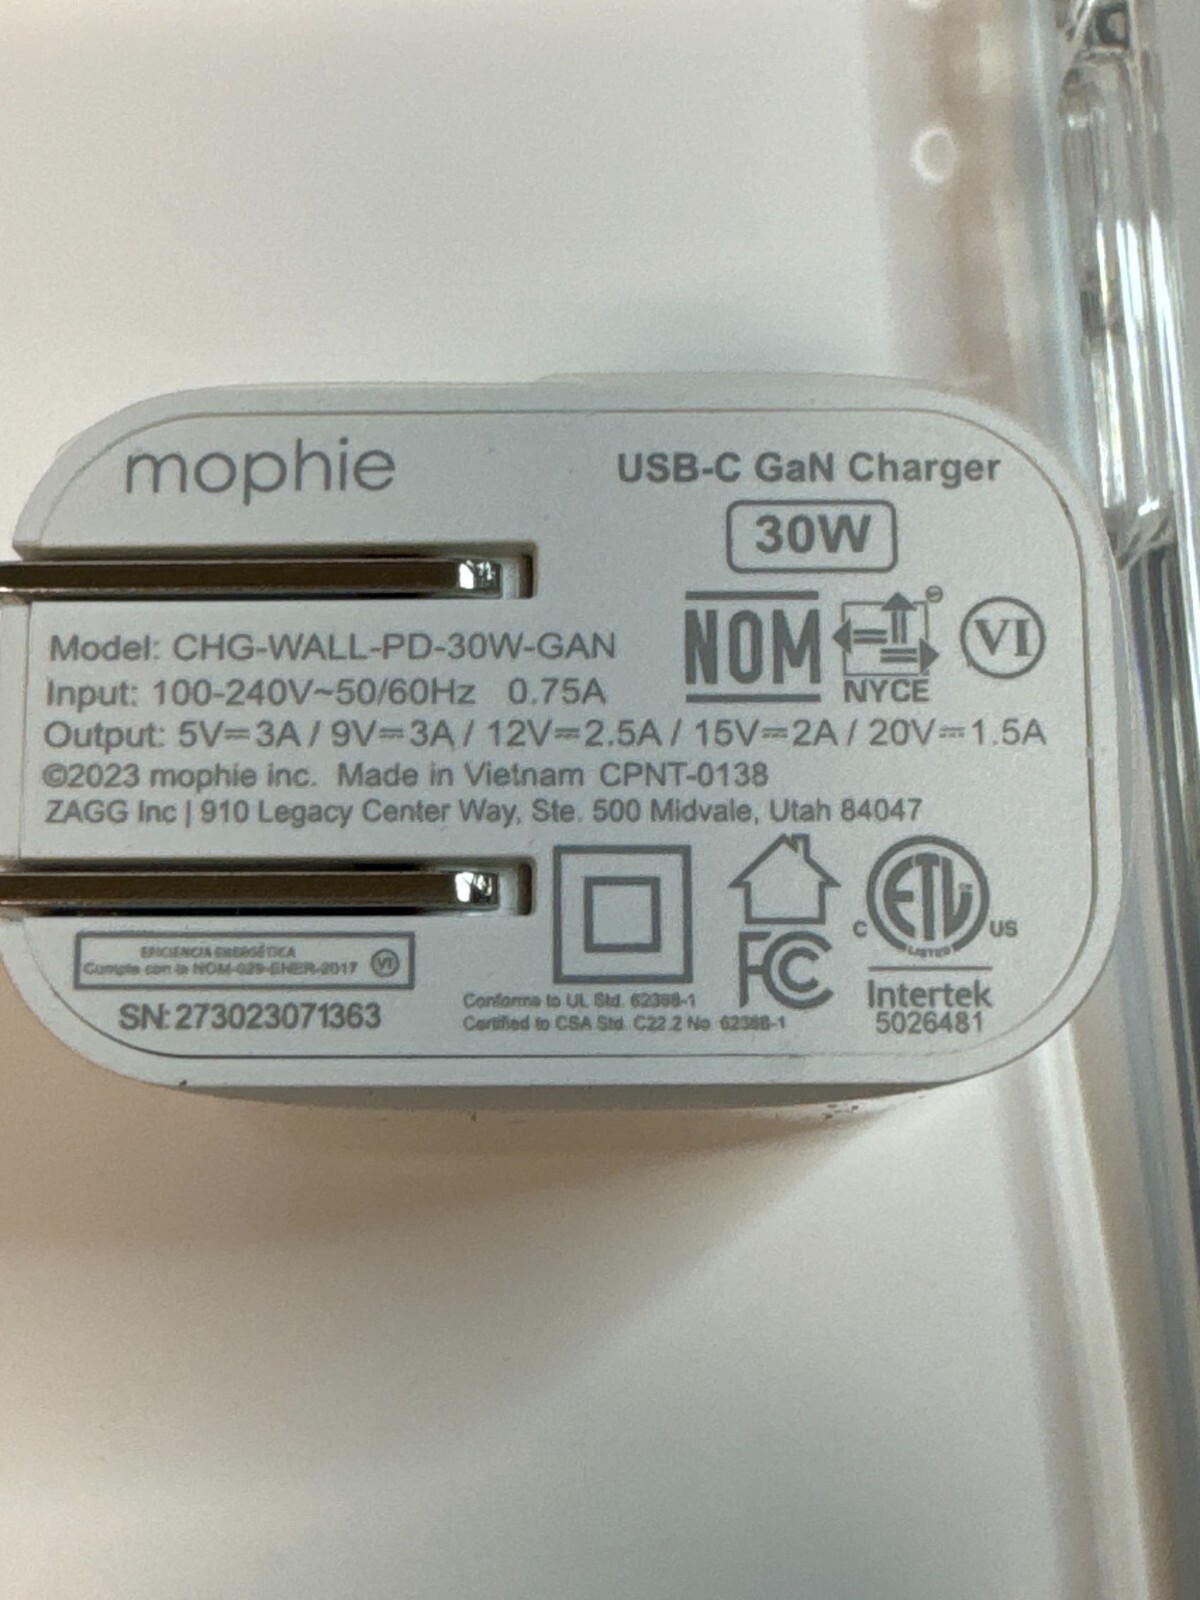 mophie
USB-C GaN Charger
30W
NOM
NYCE
VI
Model: CHG-WALL-PD-30W-GAN
Input: 100-240V~50/60Hz 0.75A
Output: 5V⎓3A / 9V⎓3A / 12V⎓2.5A / 15V⎓2A / 20V⎓1.5A
©2023 mophie inc. Made in Vietnam CPNT-0138
ZAGG Inc | 910 Legacy Center Way, Ste. 500 Midvale, Utah 84047
EFICIENCIA ENERGÉTICA
Cumple con la NOM-029-ENER-2017 VI
SN: 273023071363
Conforms to UL Std. 62368-1
Certified to CSA Std. C22.2 No. 62368-1
FC
C ETL US
LISTED
Intertek
5026481